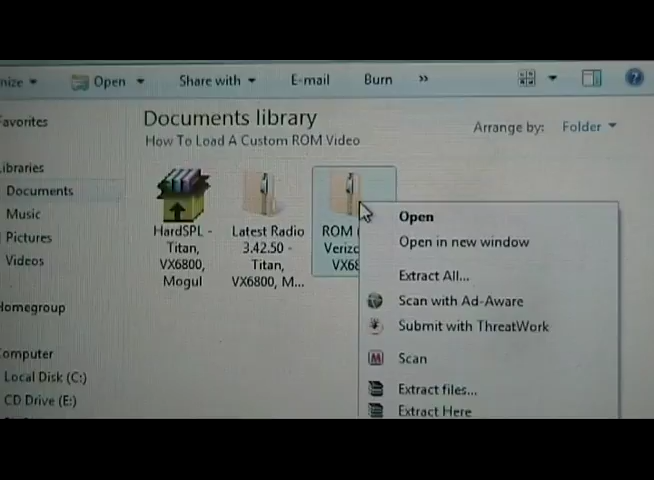 nize
Open
Share with
E-mail
Burn
»
?
Favorites
Documents library
How To Load A Custom ROM Video
Arrange by:
Folder
Libraries
Documents
Music
Pictures
Videos
Homegroup
Computer
Local Disk (C:)
CD Drive (E:)
HardSPL -
Titan,
VX6800,
Mogul
Latest Radio
3.42.50 -
Titan,
VX6800, M...
ROM
Verizo
VX68
Open
Open in new window
Extract All...
Scan with Ad-Aware
Submit with ThreatWork
M Scan
Extract files...
Extract Here